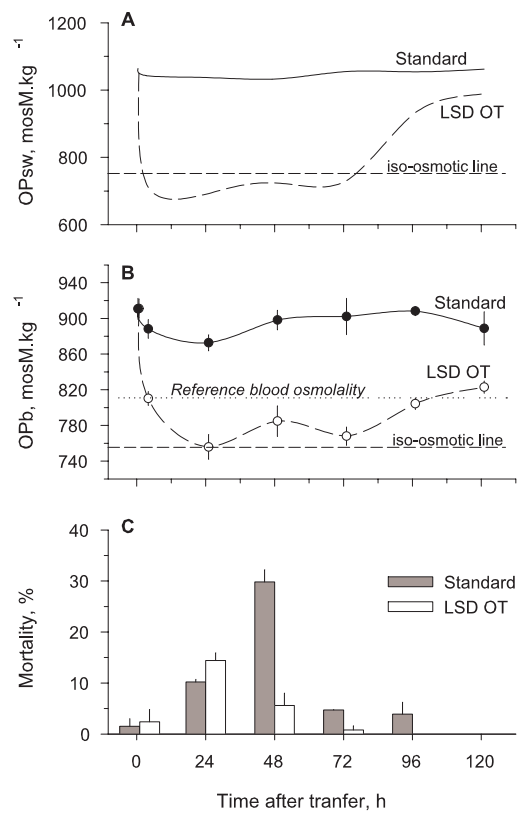 A
1200
1000
800
600
OPsw, mosM.kg -1
Standard
LSD OT
iso-osmotic line
B
940
900
860
820
780
740
OPb, mosM.kg -1
Standard
LSD OT
Reference blood osmolality
iso-osmotic line
C
40
30
20
10
0
Mortality, %
Standard
LSD OT
0 24 48 72 96 120
Time after tranfer, h